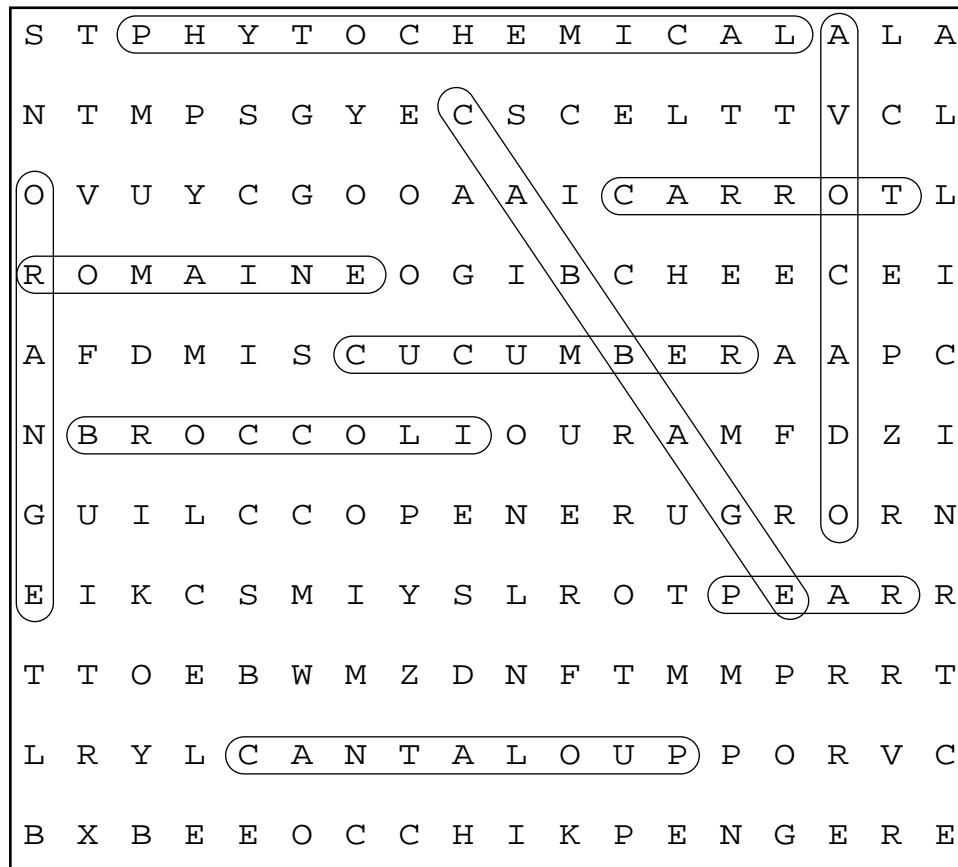 S T P H Y T O C H E M I C A L A L A
N T M P S G Y E C S C E L T T V C L
O V U Y C G O O A A I C A R R O T L
R O M A I N E O G I B C H E E C E I
A F D M I S C U C U M B E R A A P C
N B R O C C O L I O U R A M F D Z I
G U I L C C O P E N E R U G R O R N
E I K C S M I Y S L R O T P E A R R
T T O E B W M Z D N F T M M P R R T
L R Y L C A N T A L O U P P O R V C
B X B E E O C C H I K P E N G E R E